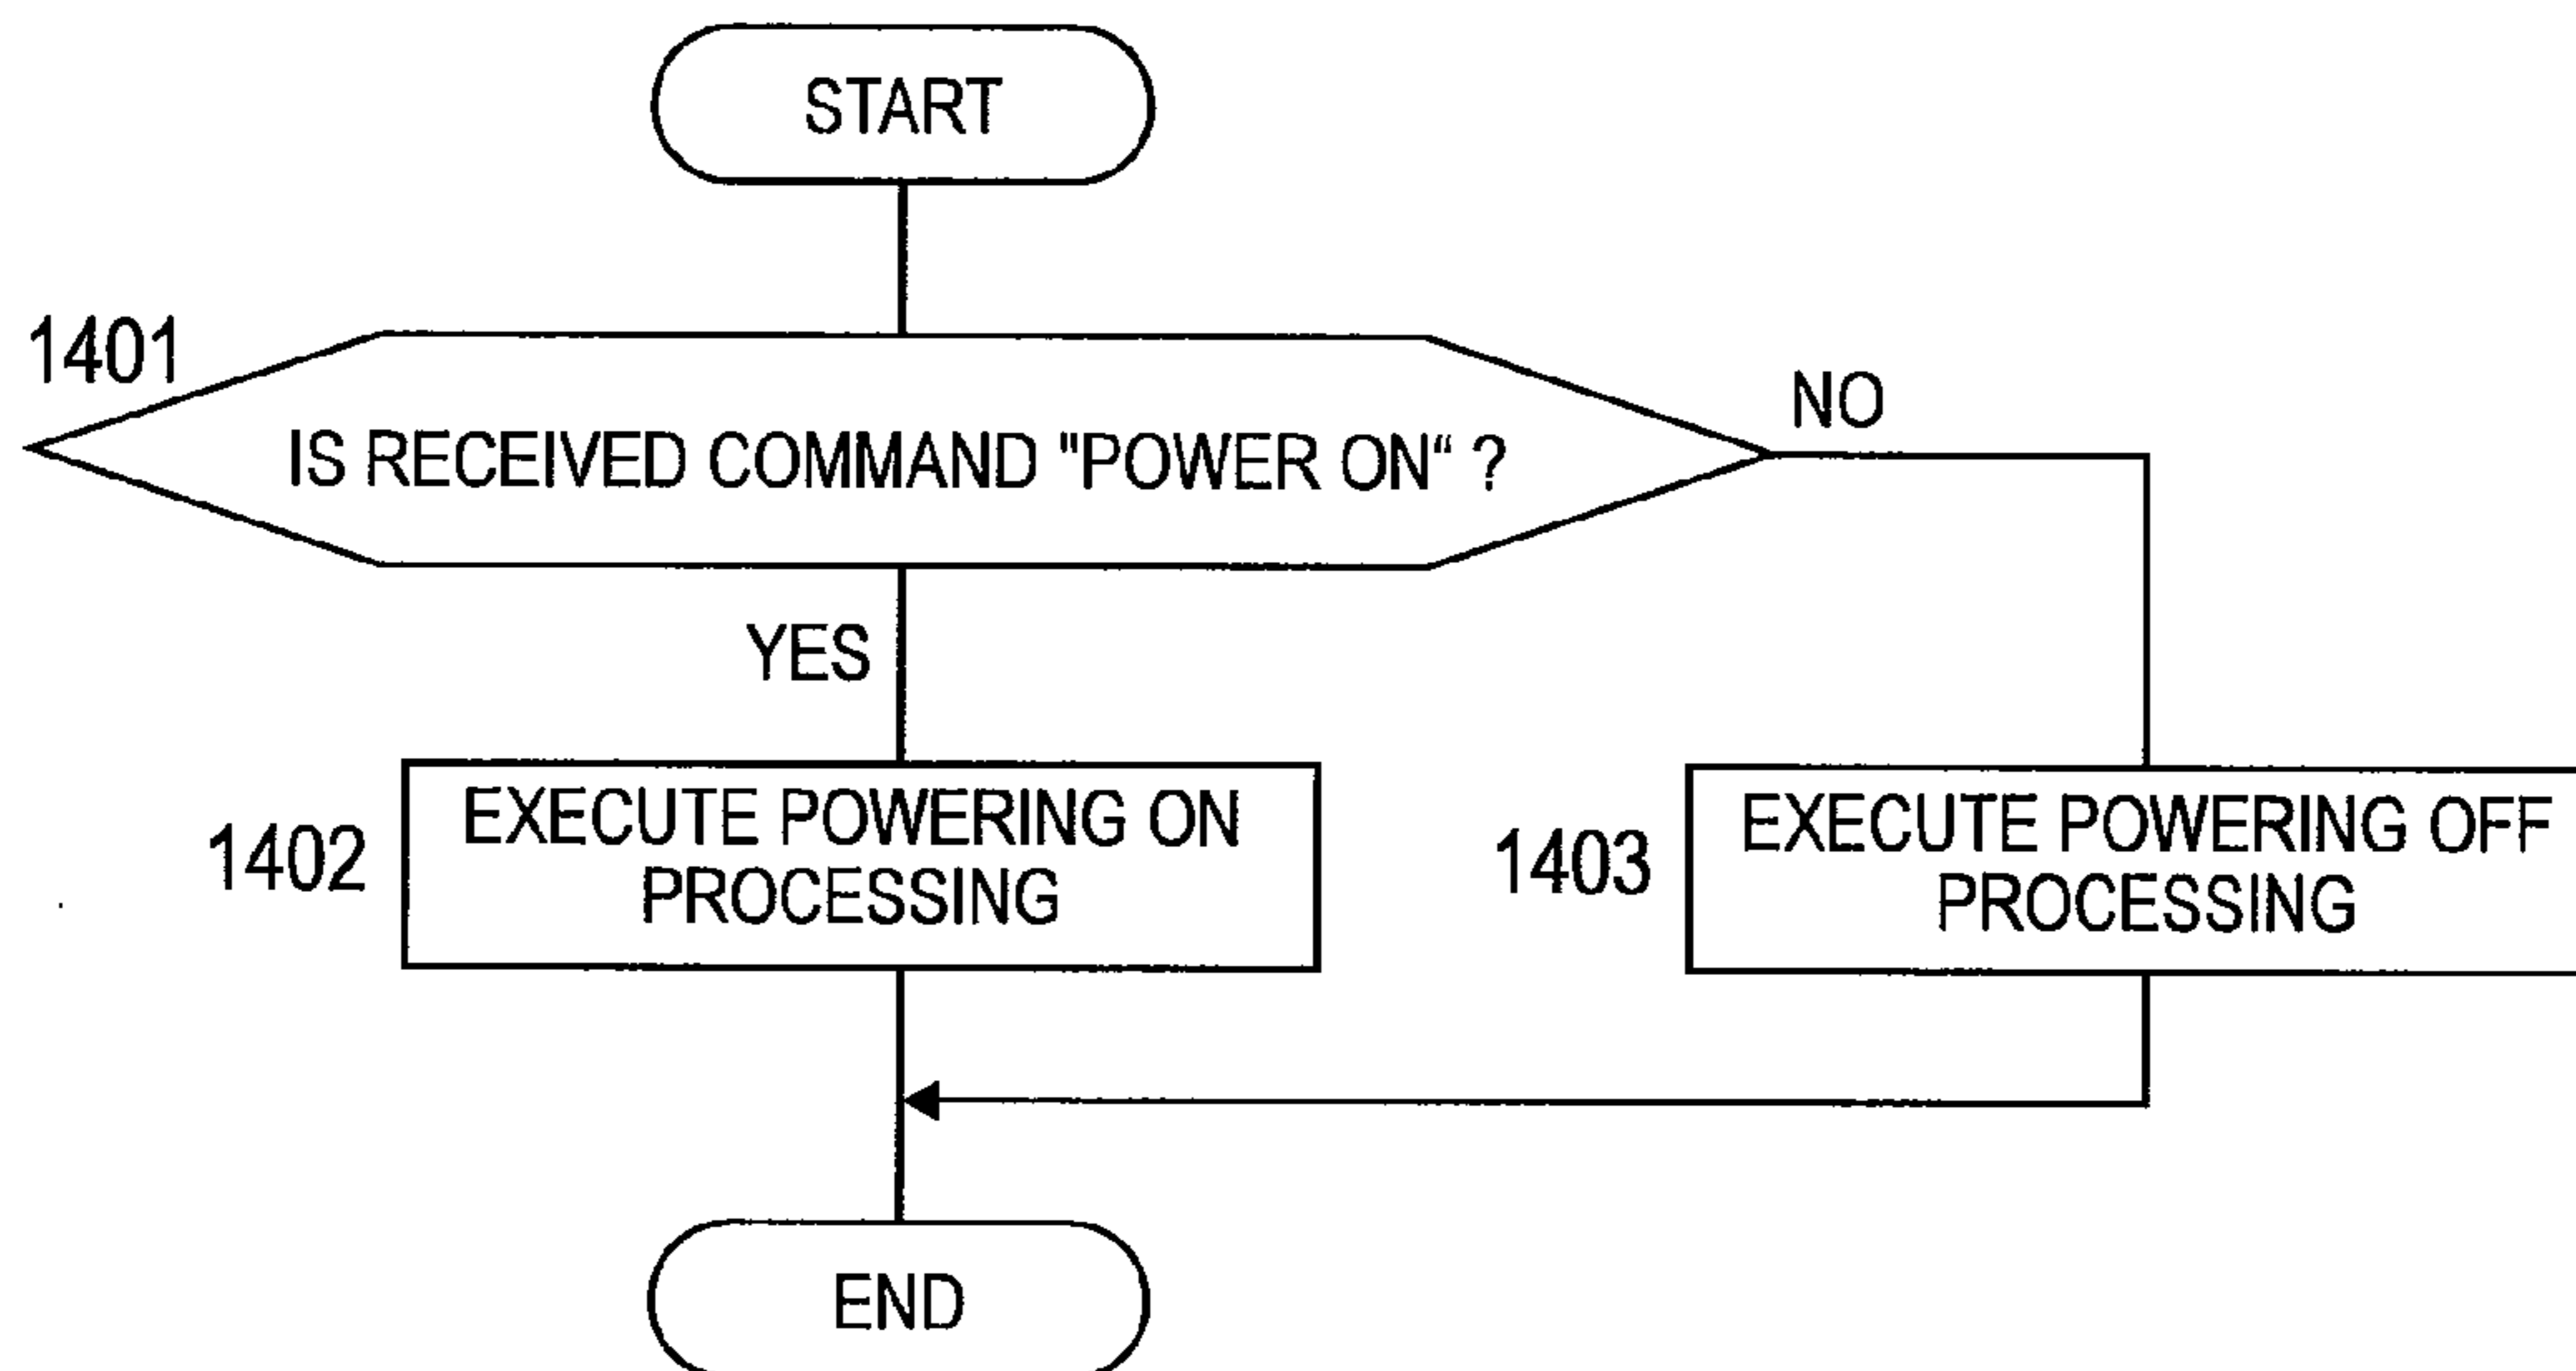 START
1401
IS RECEIVED COMMAND "POWER ON“ ?
NO
YES
1402
EXECUTE POWERING ON
PROCESSING
1403
EXECUTE POWERING OFF
PROCESSING
END